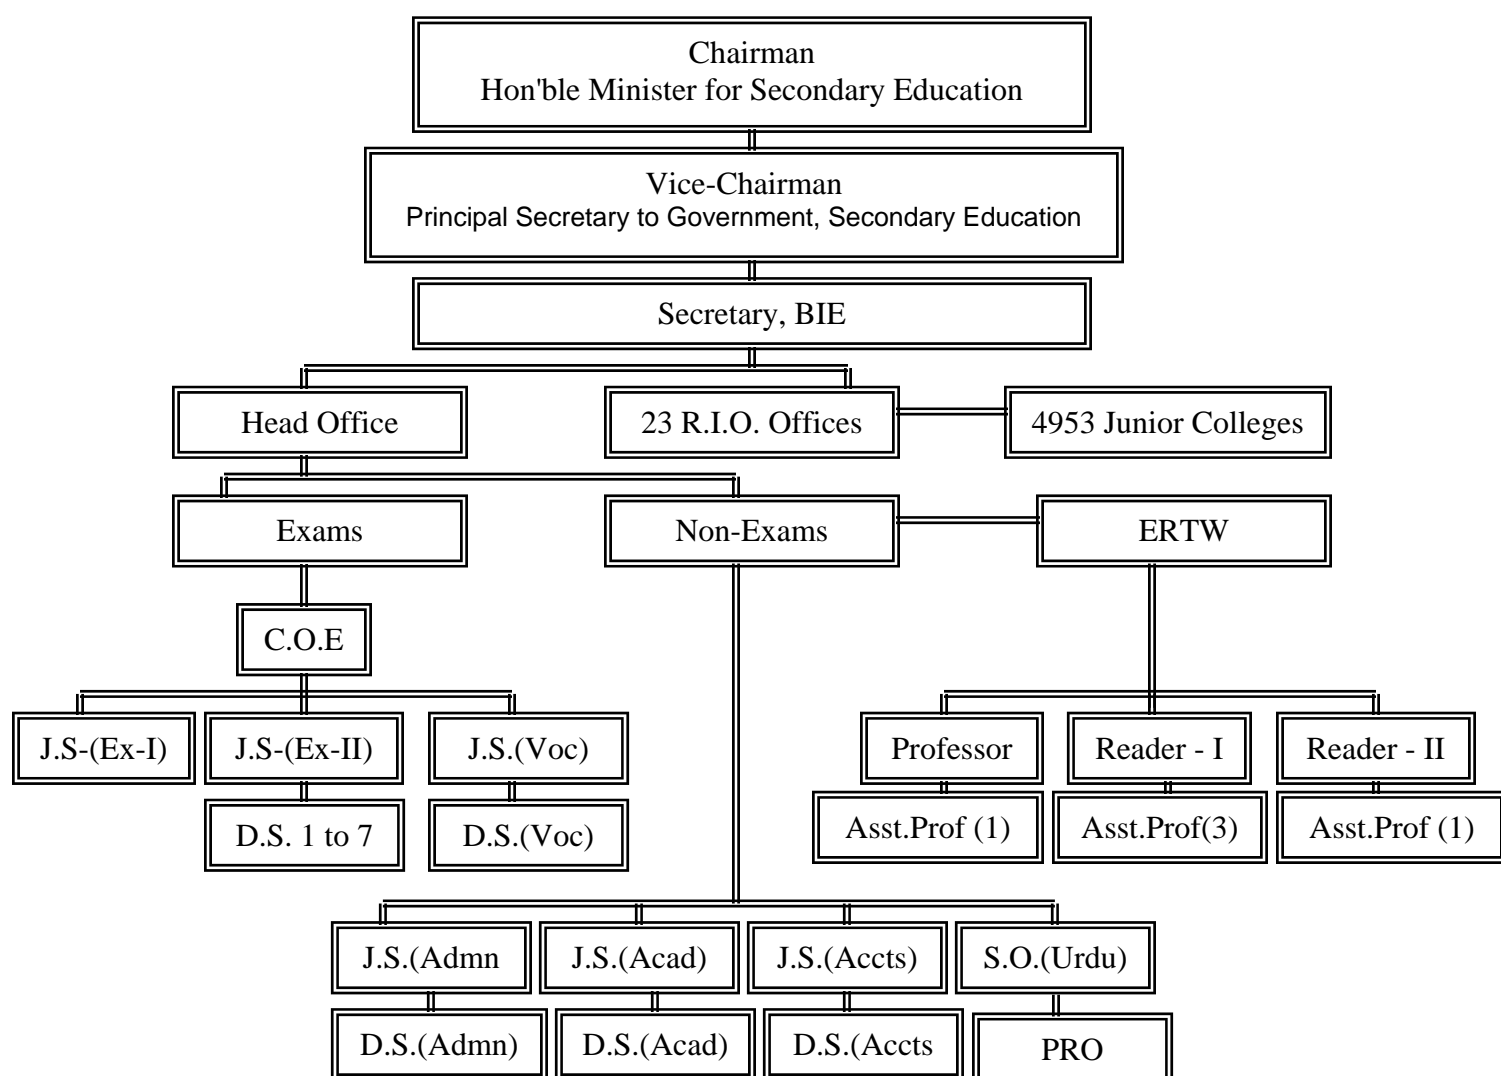 Chairman
Hon'ble Minister for Secondary Education
Vice-Chairman
Principal Secretary to Government, Secondary Education
Secretary, BIE
Head Office
23 R.I.O. Offices
4953 Junior Colleges
Exams
Non-Exams
ERTW
C.O.E
J.S-(Ex-I)
J.S-(Ex-II)
J.S.(Voc)
Professor
Reader - I
Reader - II
D.S. 1 to 7
D.S.(Voc)
Asst.Prof (1)
Asst.Prof(3)
Asst.Prof (1)
J.S.(Admn
J.S.(Acad)
J.S.(Accts)
S.O.(Urdu)
D.S.(Admn)
D.S.(Acad)
D.S.(Accts
PRO